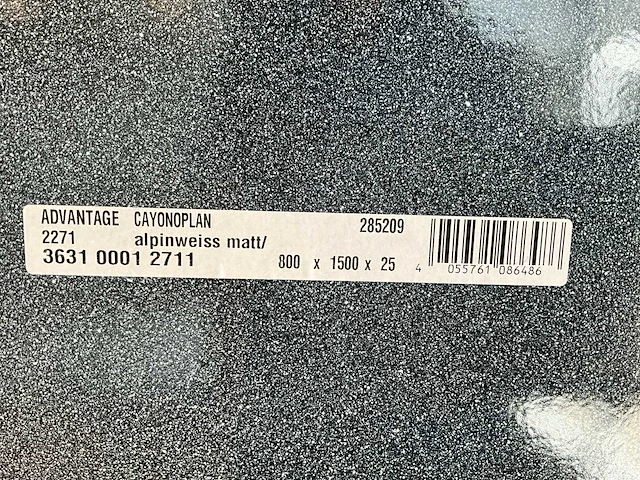 ADVANTAGE CAYONOPLAN 285209
2271 alpinweiss matt/
3631 0001 2711 800 x 1500 x 25 4 055761 086486